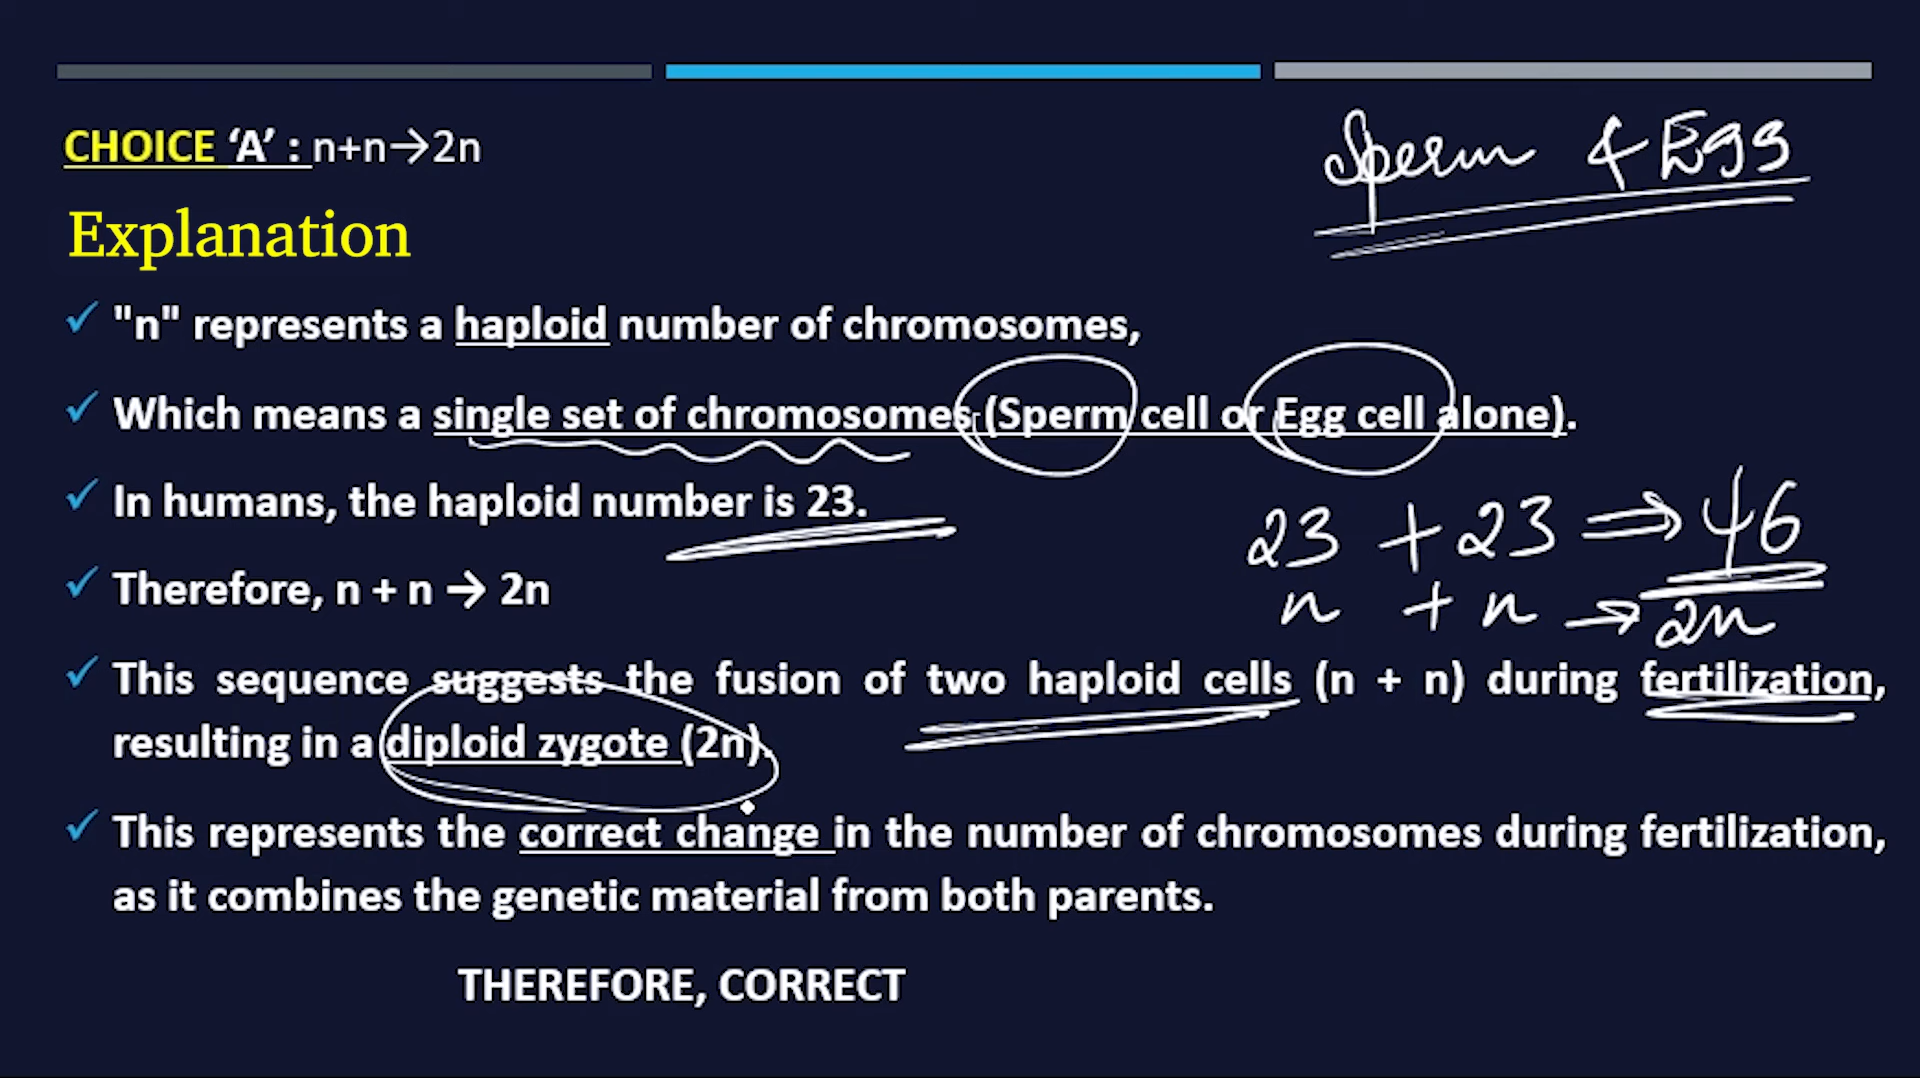 CHOICE ‘A’ : n+n→2n
Sperm & Egg
Explanation
"n" represents a haploid number of chromosomes,
Which means a single set of chromosomes (Sperm cell or Egg cell alone).
In humans, the haploid number is 23.
23 + 23 ⇒ 46
Therefore, n + n → 2n
n + n → 2n
This sequence suggests the fusion of two haploid cells (n + n) during fertilization,
resulting in a diploid zygote (2n).
This represents the correct change in the number of chromosomes during fertilization,
as it combines the genetic material from both parents.
THEREFORE, CORRECT